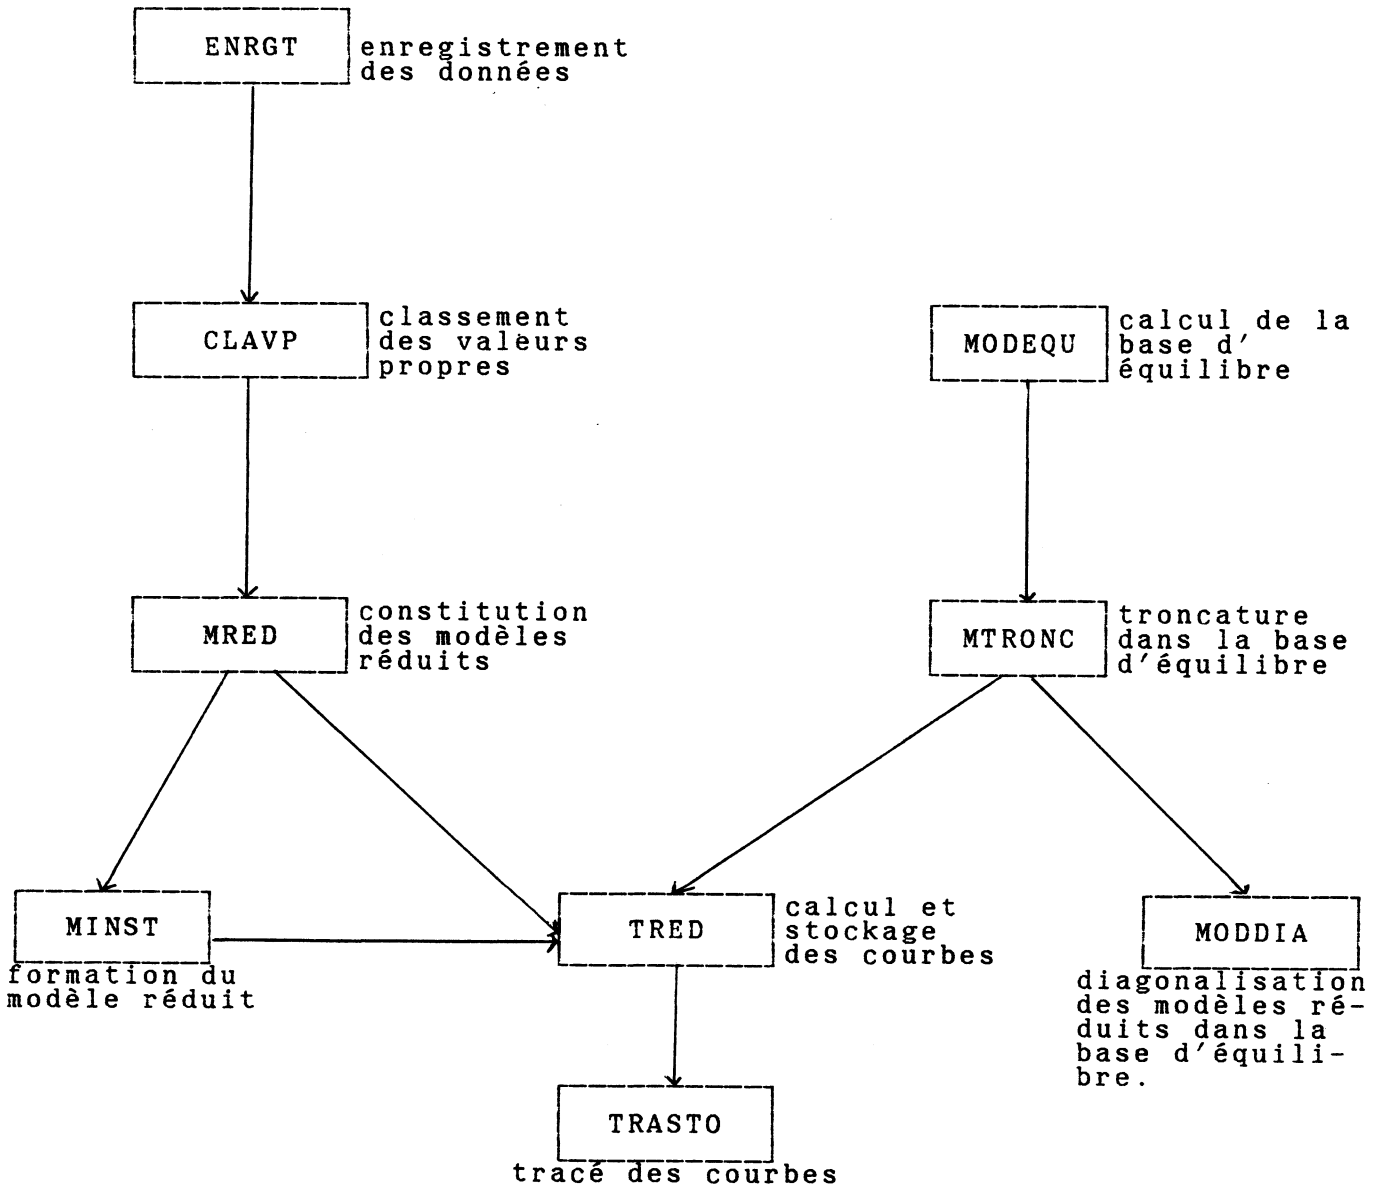 ENRGT
enregistrement
des données
CLAVP
classement
des valeurs
propres
MODEQU
calcul de la
base d'
équilibre
MRED
constitution
des modèles
réduits
MTRONC
troncature
dans la base
d'équilibre
MINST
formation du
modèle réduit
TRED
calcul et
stockage
des courbes
MODDIA
diagonalisation
des modèles ré-
duits dans la
base d'équili-
bre.
TRASTO
tracé des courbes